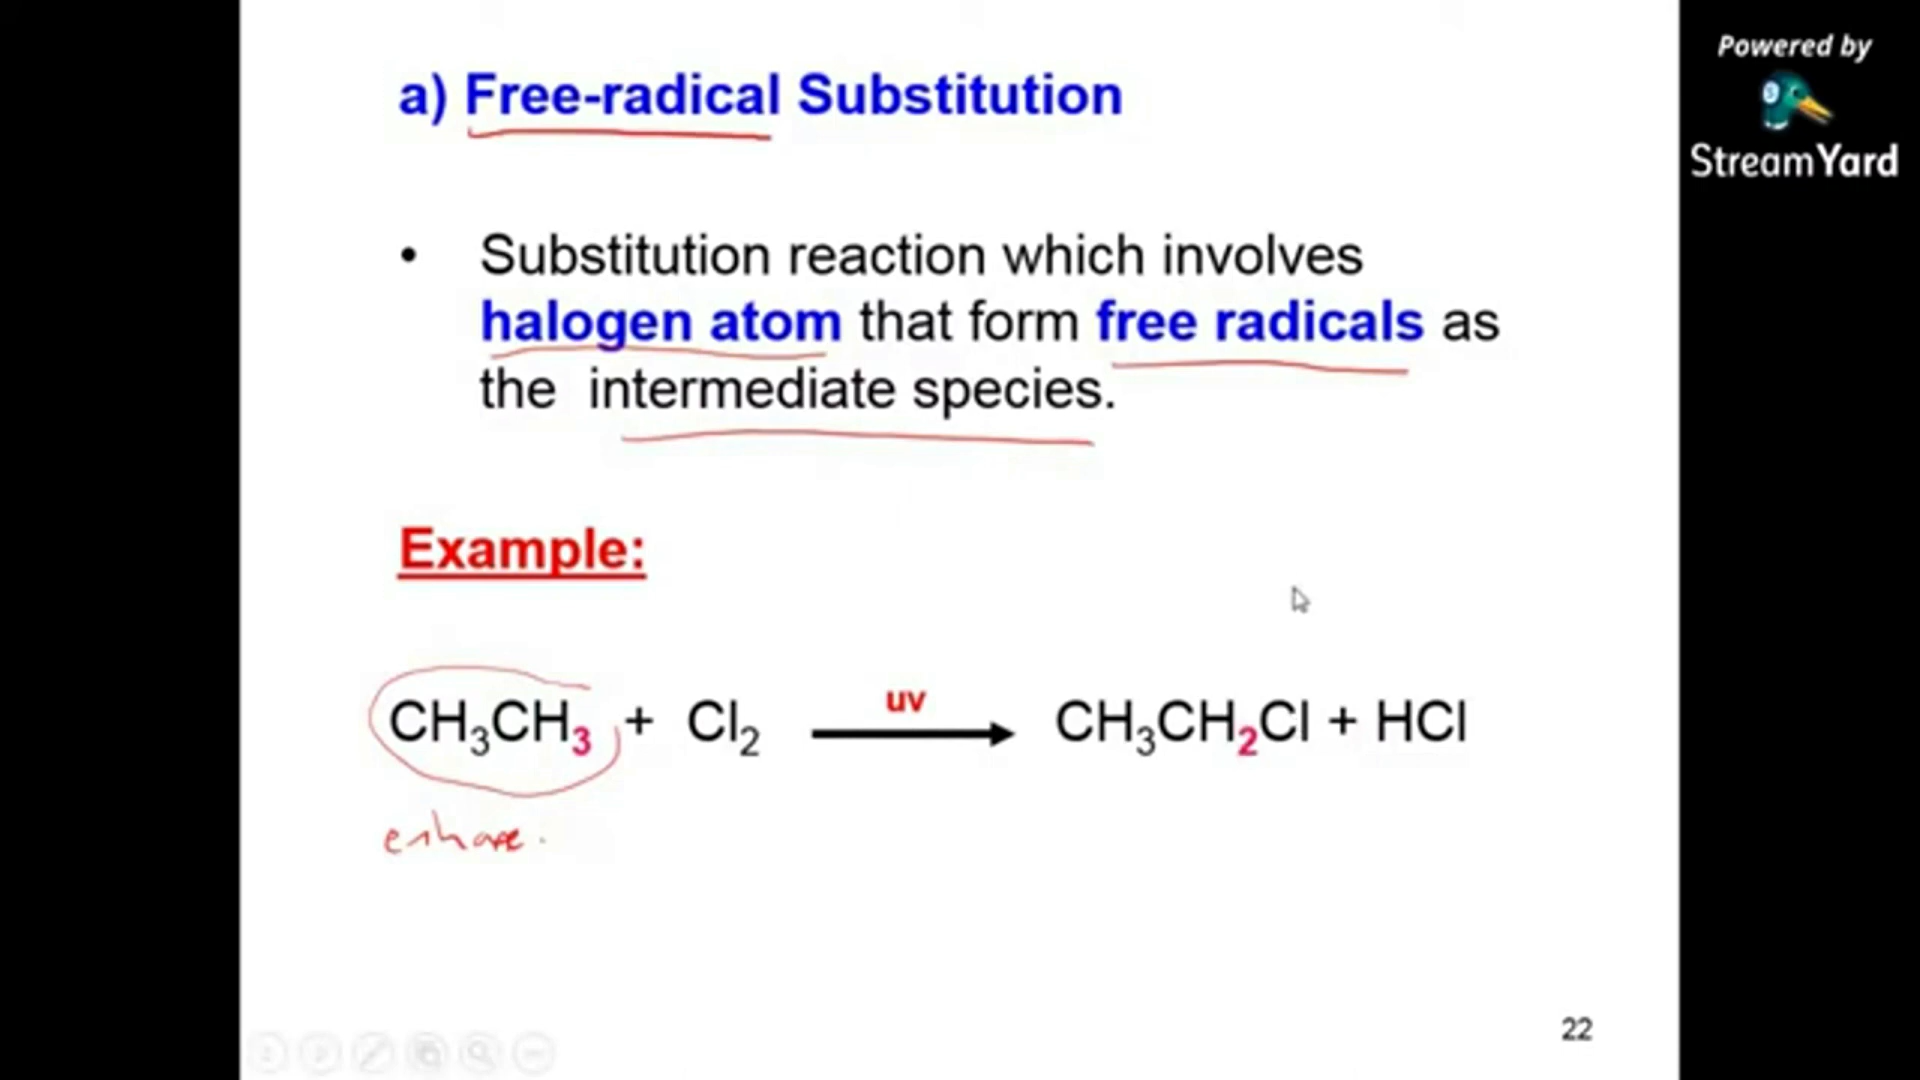 Powered by
StreamYard
a) Free-radical Substitution
• Substitution reaction which involves
halogen atom that form free radicals as
the intermediate species.
Example:
CH₃CH₃ + Cl₂ uv CH₃CH₂Cl + HCl
22